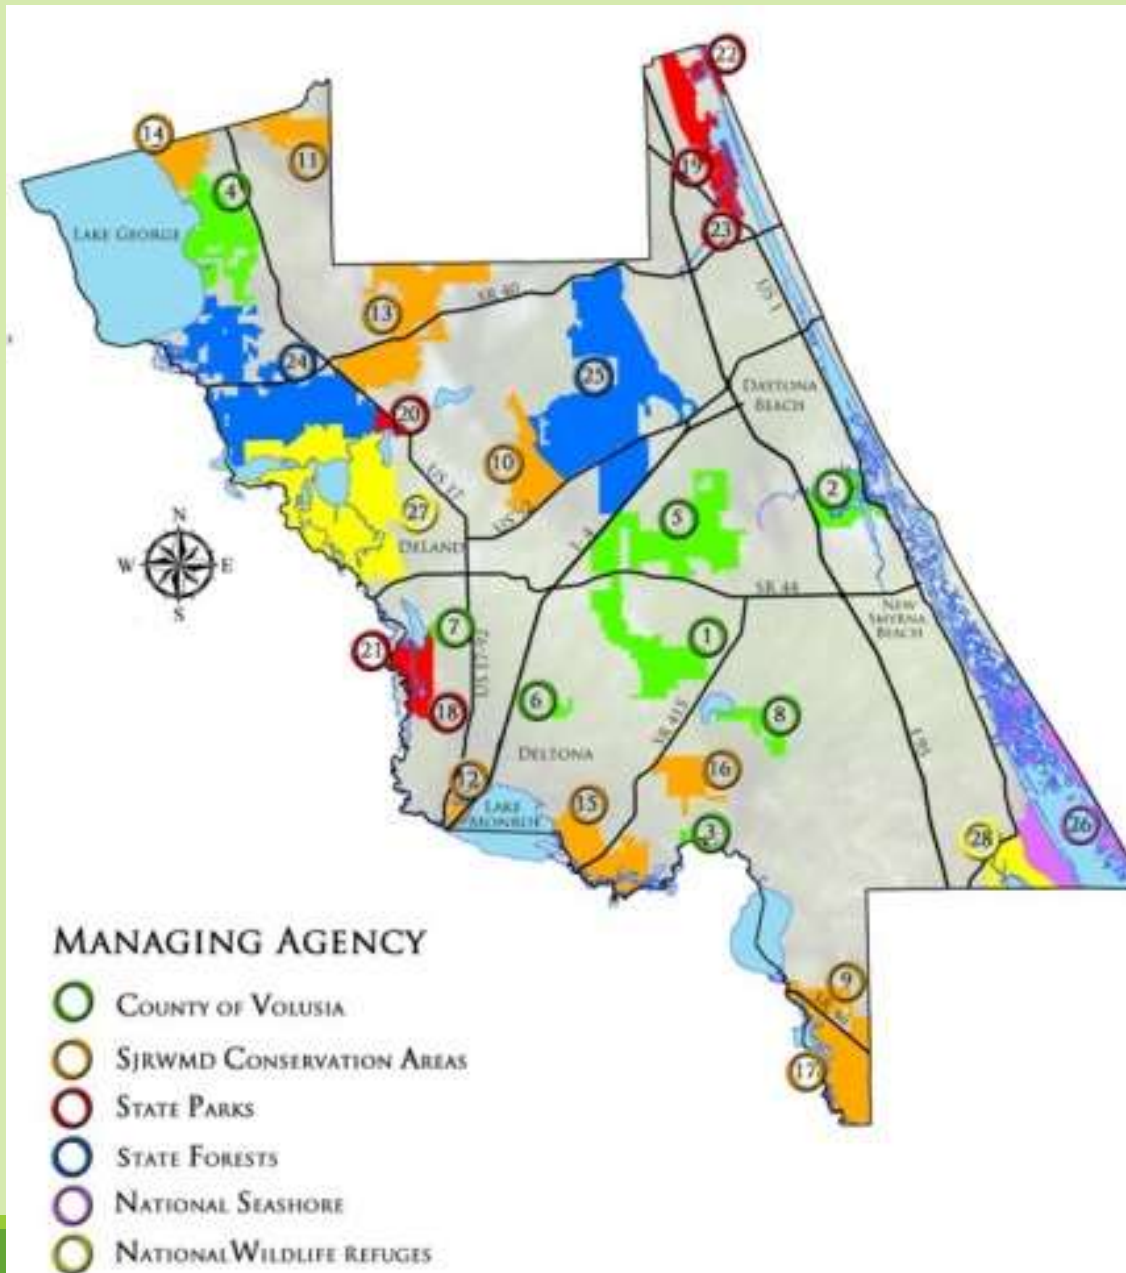 22
14
11
19
4
23
LAKE GEORGE
13
SR 40
US 1
24
25
DAYTONA
BEACH
20
10
US 17
2
27
5
DELAND
I-4
N
W
E
S
SR 44
NEW
SMYRNA
BEACH
7
1
21
US 17-92
6
18
8
SR 415
I-95
DELTONA
16
12
15
LAKE
MONROE
3
26
28
9
17
MANAGING AGENCY
COUNTY OF VOLUSIA
SJRWMD CONSERVATION AREAS
STATE PARKS
STATE FORESTS
NATIONAL SEASHORE
NATIONAL WILDLIFE REFUGES